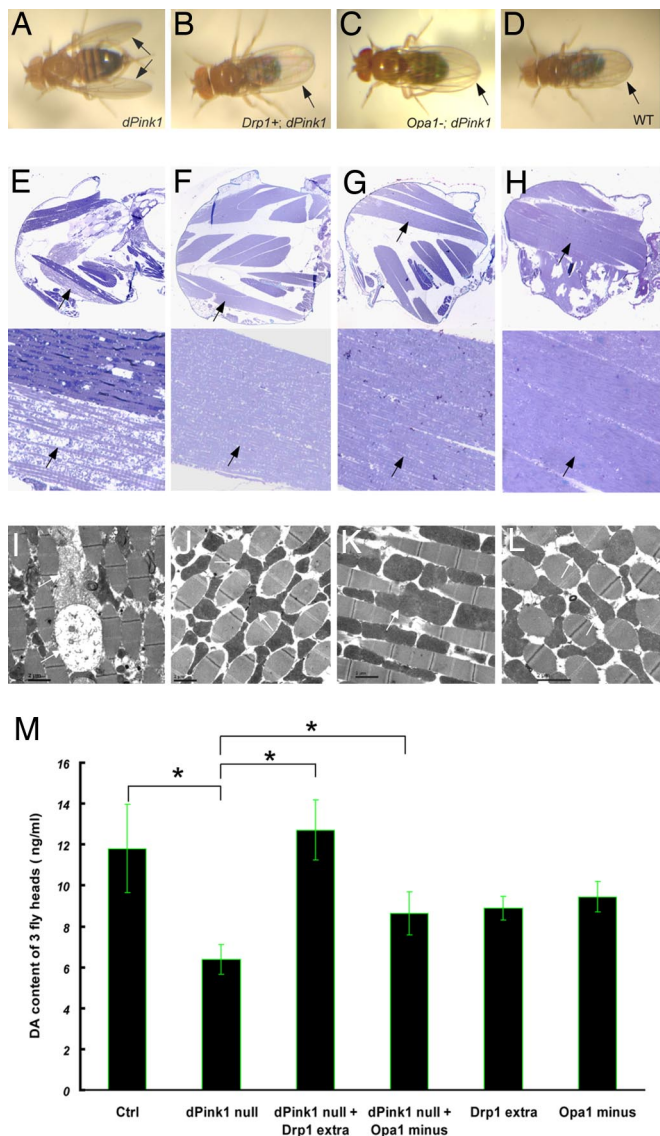 A
B
C
D
dPink1
Drp1+; dPink1
Opa1-; dPink1
WT
E
F
G
H
I
J
K
L
M
*
*
*
DA content of 3 fly heads ( ng/ml)
16
14
12
10
8
6
4
2
0
Ctrl
dPink1 null
dPink1 null +
Drp1 extra
dPink1 null +
Opa1 minus
Drp1 extra
Opa1 minus